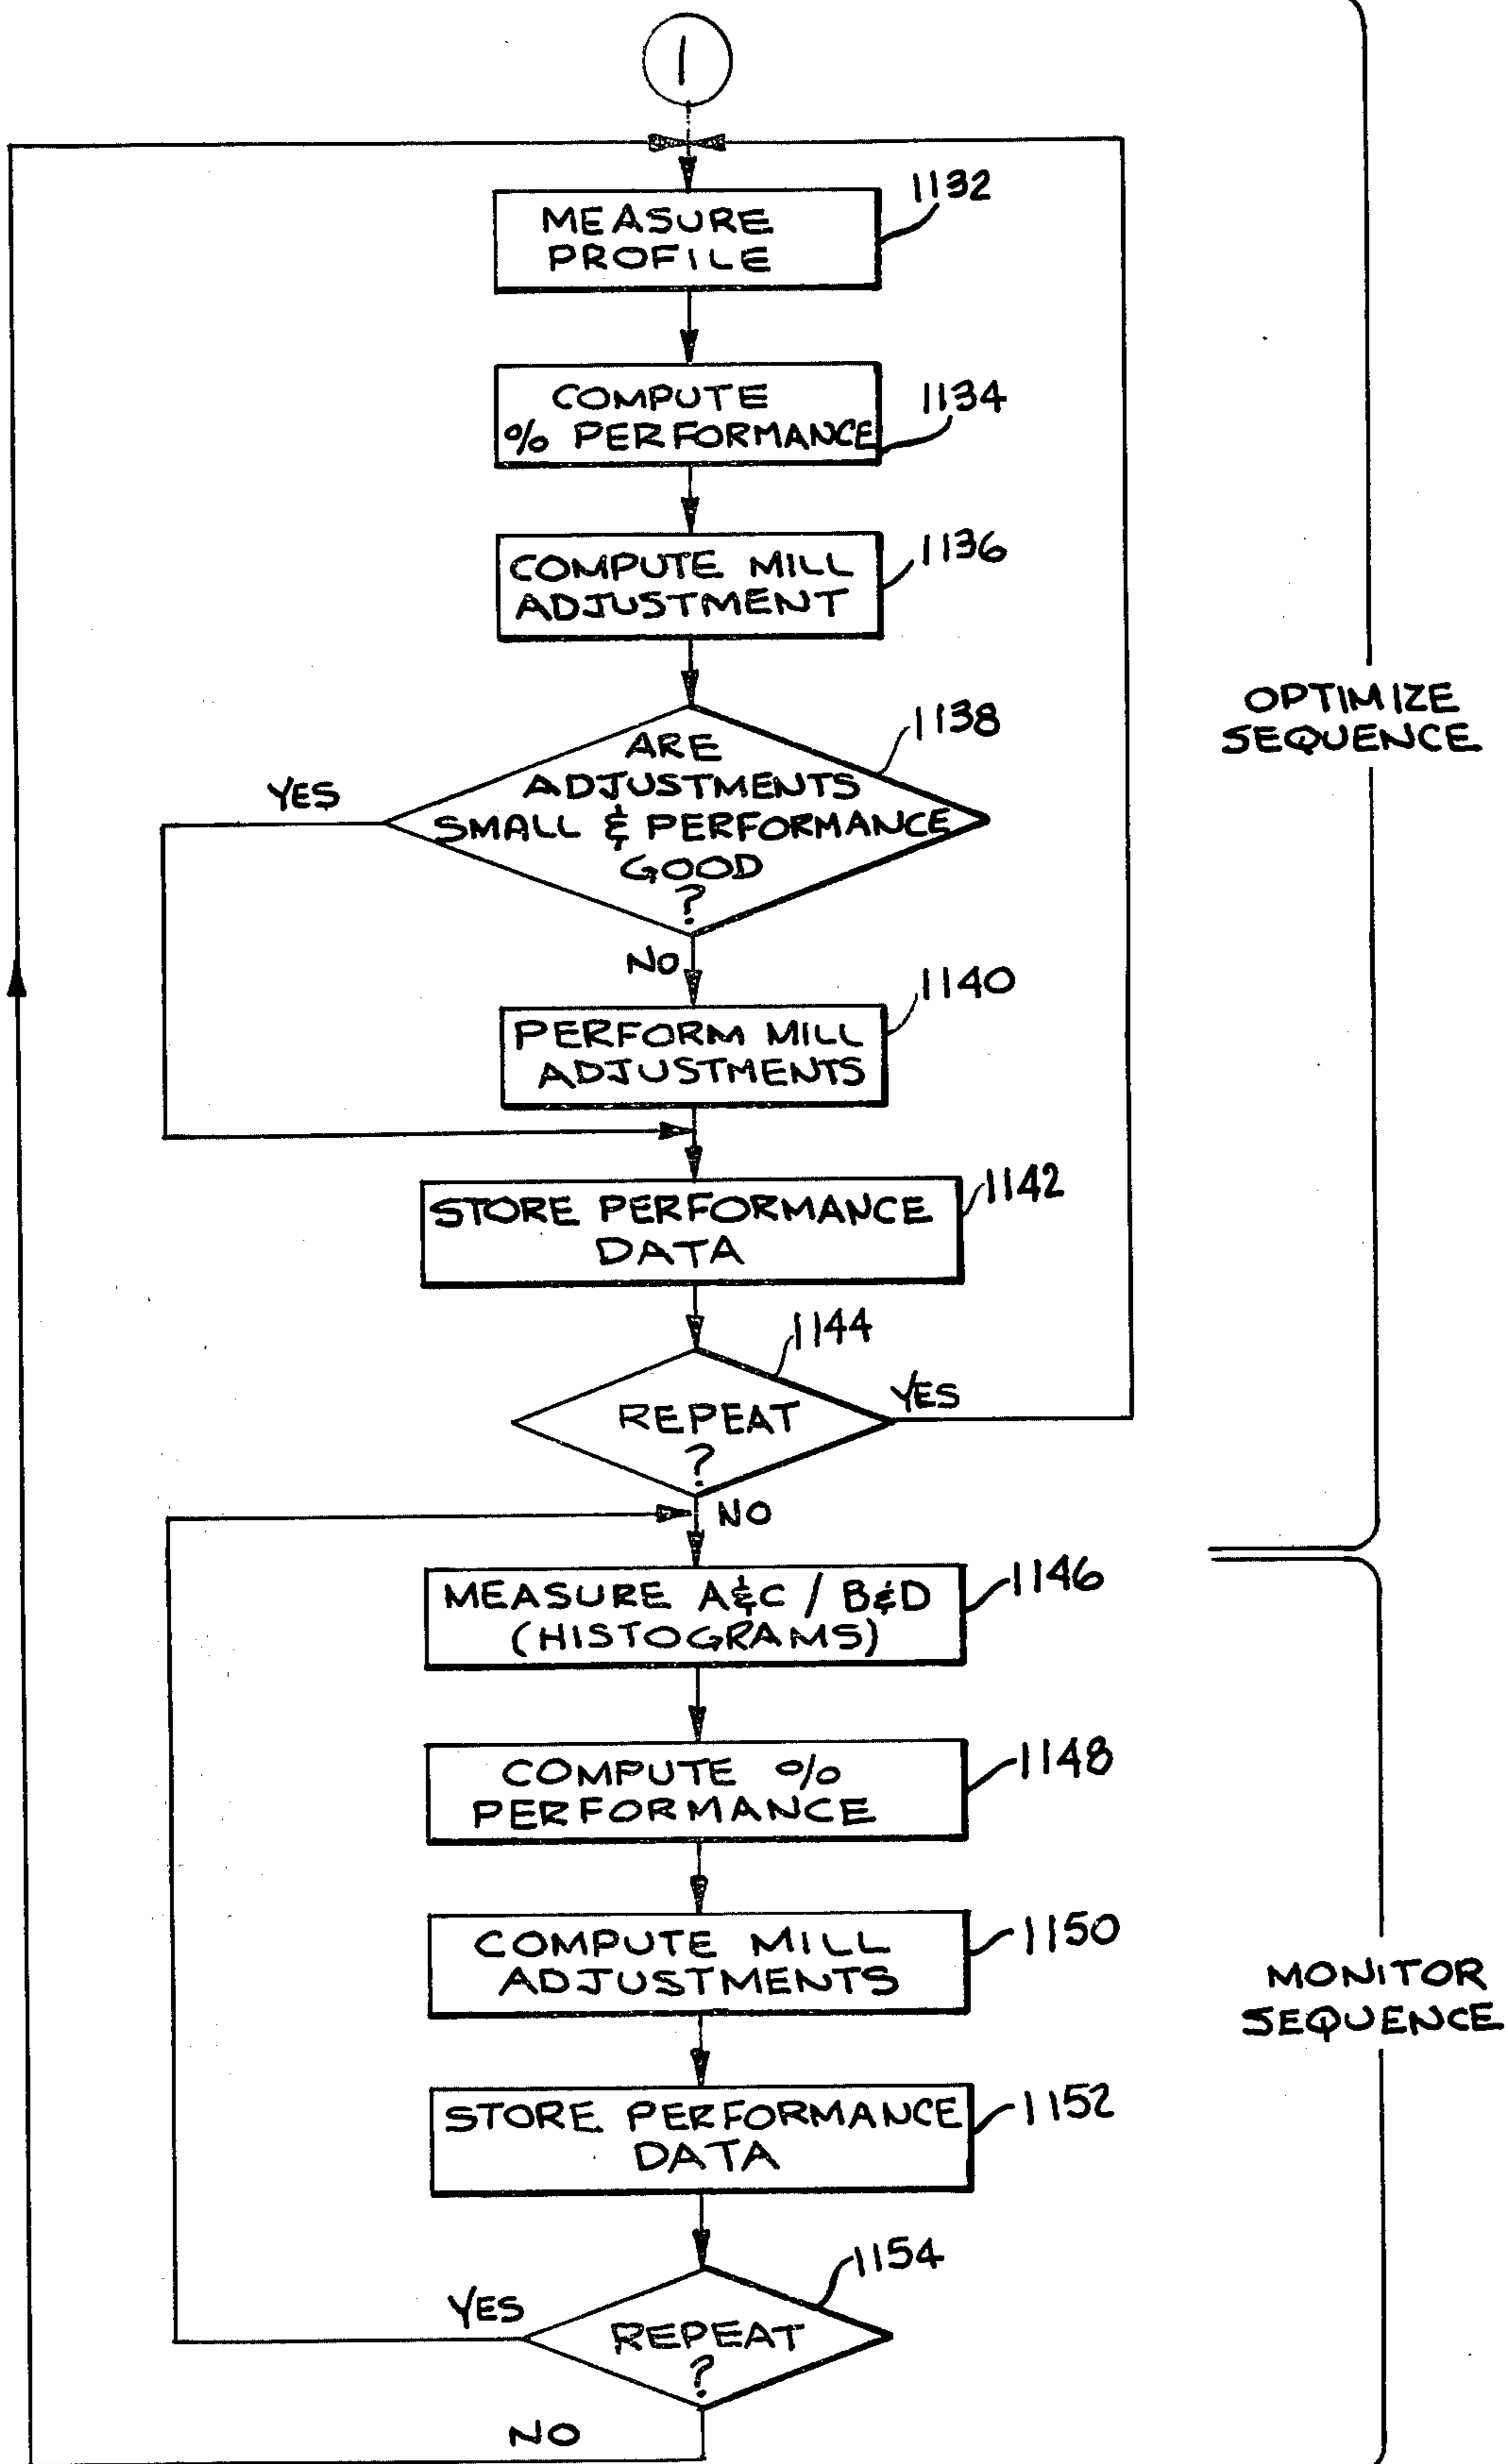 1
1132
MEASURE
PROFILE
COMPUTE
% PERFORMANCE
1134
COMPUTE MILL
ADJUSTMENT
1136
OPTIMIZE
SEQUENCE
1138
ARE
ADJUSTMENTS
SMALL & PERFORMANCE
GOOD
?
YES
NO
1140
PERFORM MILL
ADJUSTMENTS
1142
STORE PERFORMANCE
DATA
1144
REPEAT
?
YES
NO
MEASURE A&C / B&D
(HISTOGRAMS)
1146
COMPUTE %
PERFORMANCE
1148
COMPUTE MILL
ADJUSTMENTS
1150
MONITOR
SEQUENCE
STORE PERFORMANCE
DATA
1152
1154
YES
REPEAT
?
NO